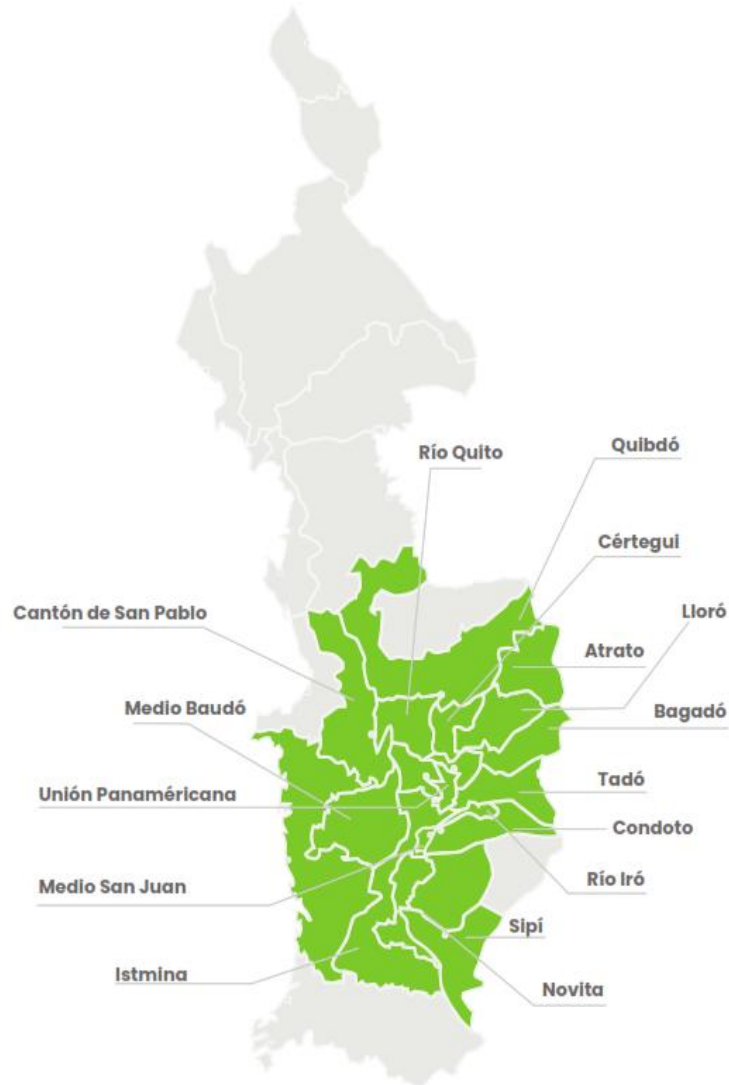 Río Quito
Quibdó
Cértegui
Lloró
Cantón de San Pablo
Atrato
Medio Baudó
Bagadó
Tadó
Unión Panaméricana
Condoto
Río Iró
Medio San Juan
Sipí
Istmina
Novita